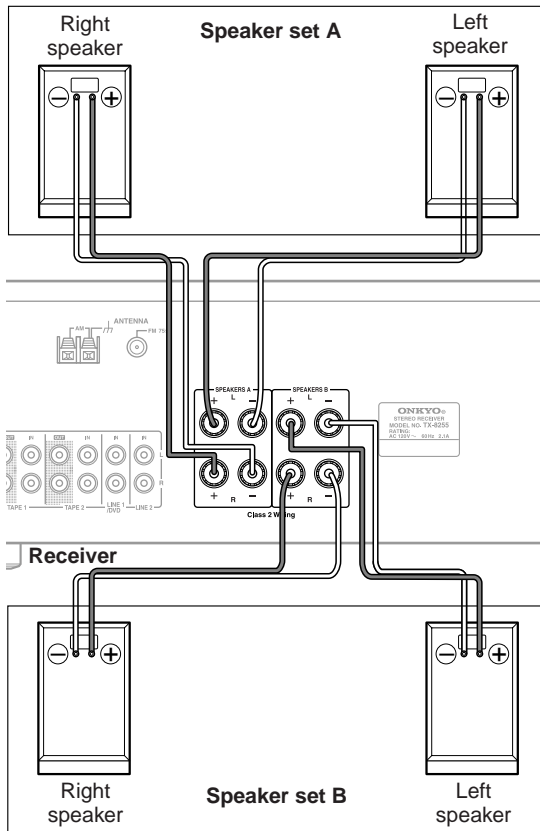 Right
speaker
Speaker set A
Left
speaker
− +
− +
ANTENNA
AM
FM 75
SPEAKERS A
L
+ −
SPEAKERS B
L
+ −
ONKYO®
STEREO RECEIVER
MODEL NO. TX-8255
RATING:
AC 120V ~ 60Hz 2.1A
OUT IN OUT IN IN IN
L
R
TAPE 1 TAPE 2 LINE 1
/DVD LINE 2
+ R −
+ R −
Class 2 Wiring
Receiver
− +
− +
Right
speaker
Speaker set B
Left
speaker